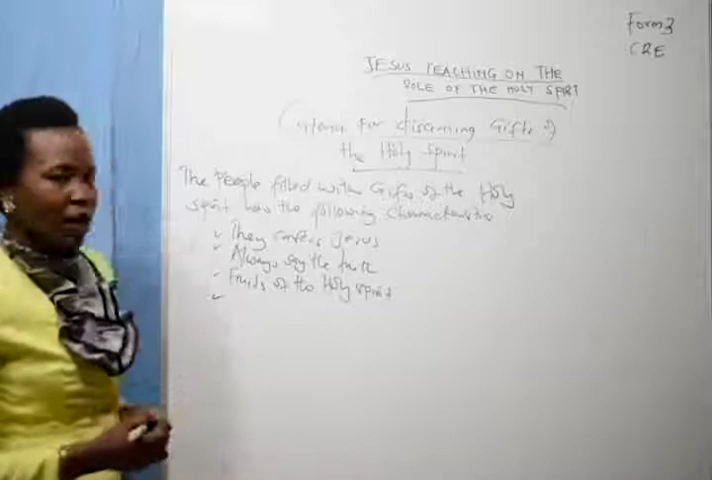 Form 3
CRE
JESUS TEACHING ON THE
ROLE OF THE HOLY SPIRIT
Criteria for discerning Gifts of
the Holy Spirit
The People filled with Gifts of the Holy
Spirit has the following characteristics
They confess Jesus
Always say the truth
Fruits of the Holy Spirit